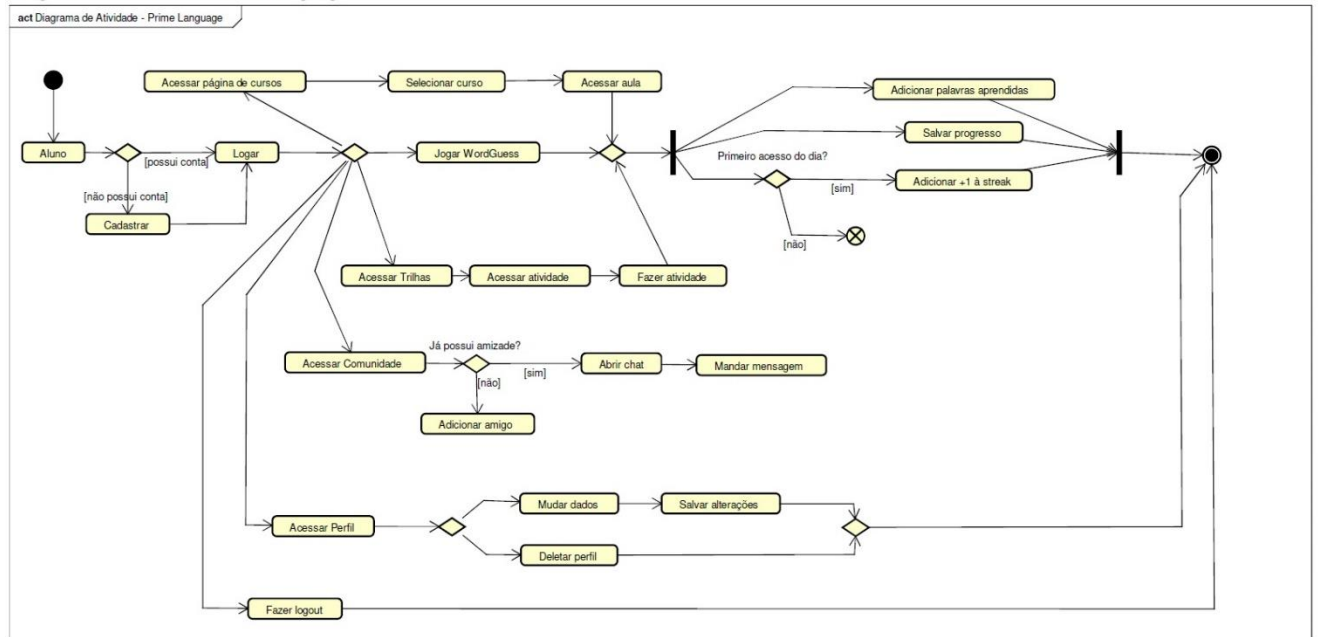 act Diagrama de Atividade - Prime Language
Acessar página de cursos
Selecionar curso
Acessar aula
Adicionar palavras aprendidas
Salvar progresso
Aluno
[possui conta]
Logar
Jogar WordGuess
Primeiro acesso do dia?
[sim]
Adicionar +1 à streak
[não possui conta]
Cadastrar
[não]
Acessar Trilhas
Acessar atividade
Fazer atividade
Já possui amizade?
Acessar Comunidade
[sim]
Abrir chat
Mandar mensagem
[não]
Adicionar amigo
Mudar dados
Salvar alterações
Acessar Perfil
Deletar perfil
Fazer logout